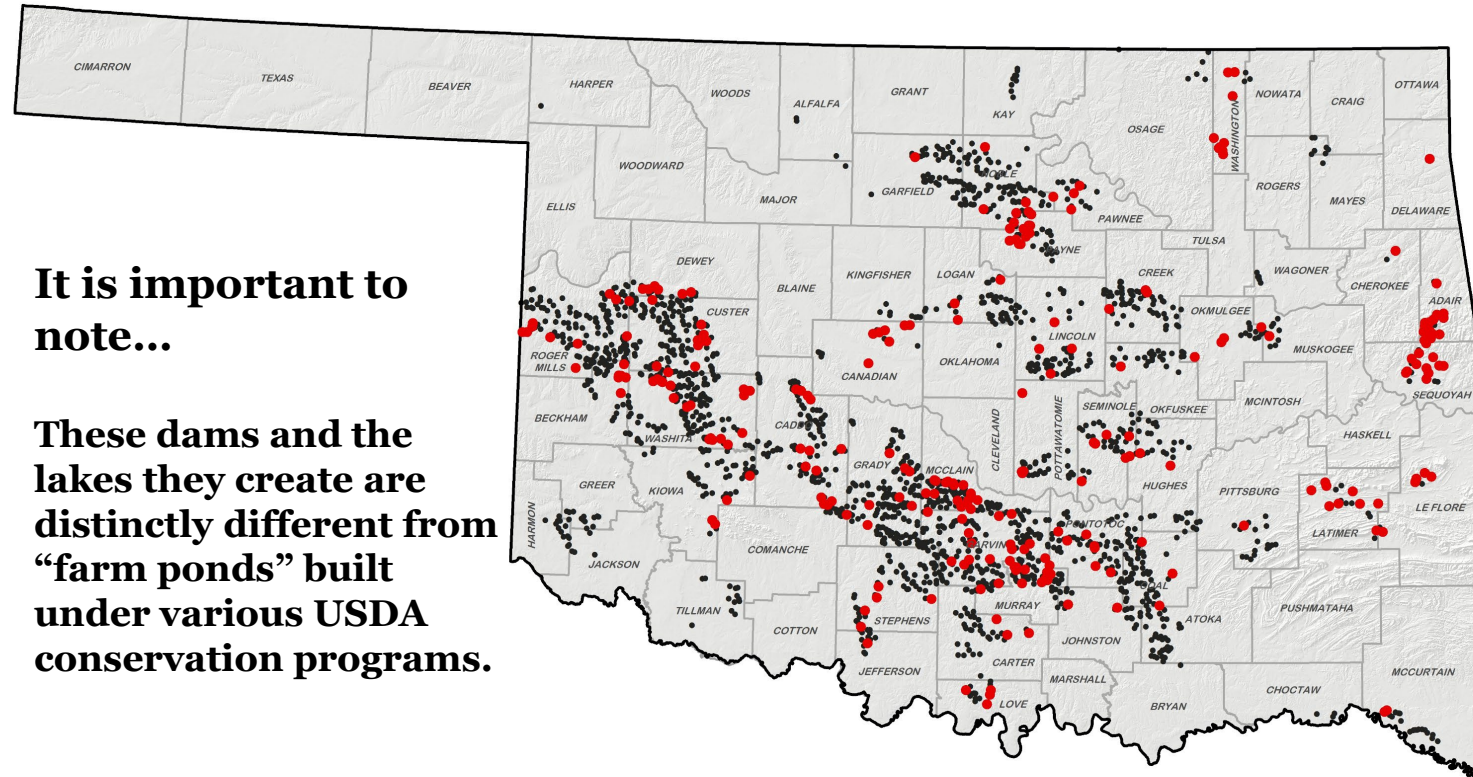 CIMARRON
TEXAS
BEAVER
HARPER
WOODS
ALFALFA
GRANT
KAY
OSAGE
WASHINGTON
NOWATA
CRAIG
OTTAWA
WOODWARD
ELLIS
MAJOR
GARFIELD
NOBLE
PAWNEE
ROGERS
MAYES
DELAWARE
PAYNE
TULSA
WAGONER
CHEROKEE
ADAIR
DEWEY
BLAINE
KINGFISHER
LOGAN
CREEK
It is important to
note...
CUSTER
OKMULGEE
MUSKOGEE
ROGER
MILLS
CANADIAN
OKLAHOMA
LINCOLN
SEQUOYAH
BECKHAM
WASHITA
CADDO
CLEVELAND
POTTAWATOMIE
SEMINOLE
OKFUSKEE
MCINTOSH
HASKELL
These dams and the
lakes they create are
distinctly different from
“farm ponds” built
under various USDA
conservation programs.
GREER
KIOWA
GRADY
MCCLAIN
HUGHES
PITTSBURG
LATIMER
LE FLORE
HARMON
JACKSON
COMANCHE
GARVIN
PONTOTOC
COAL
TILLMAN
COTTON
STEPHENS
MURRAY
JOHNSTON
ATOKA
PUSHMATAHA
JEFFERSON
CARTER
MARSHALL
LOVE
BRYAN
CHOCTAW
MCCURTAIN